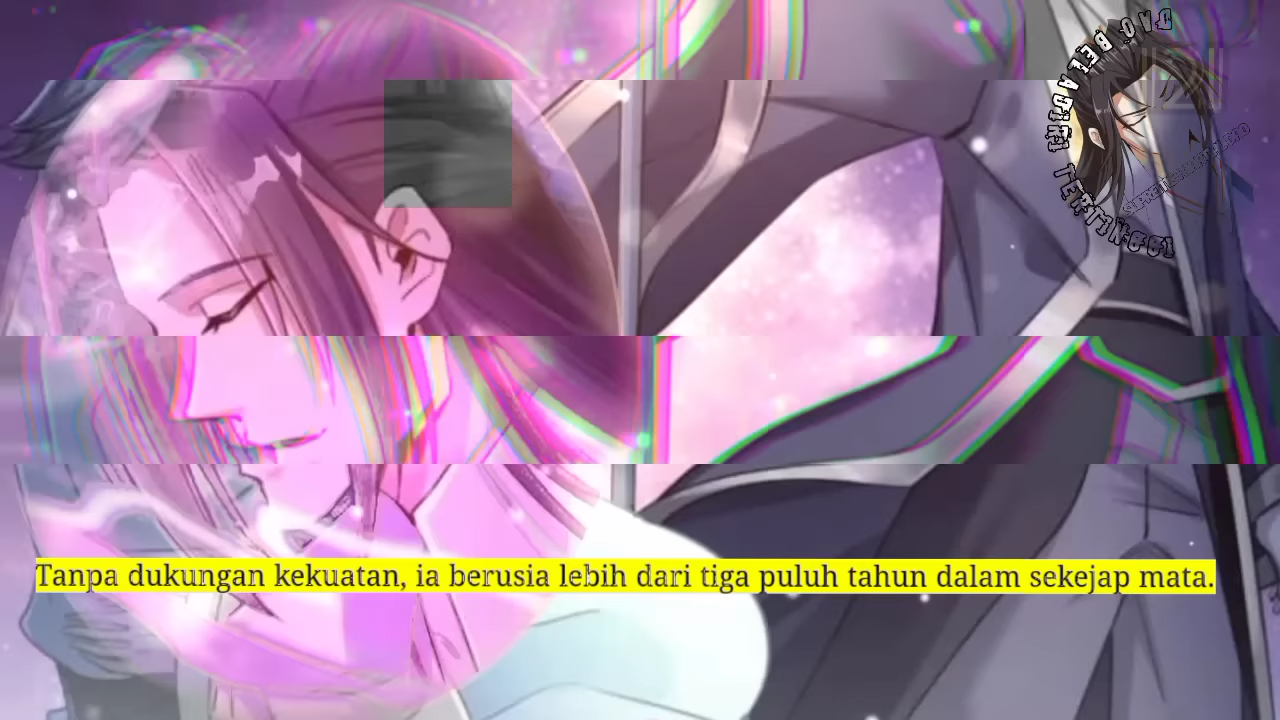 Tanpa dukungan kekuatan, ia berusia lebih dari tiga puluh tahun dalam sekejap mata.